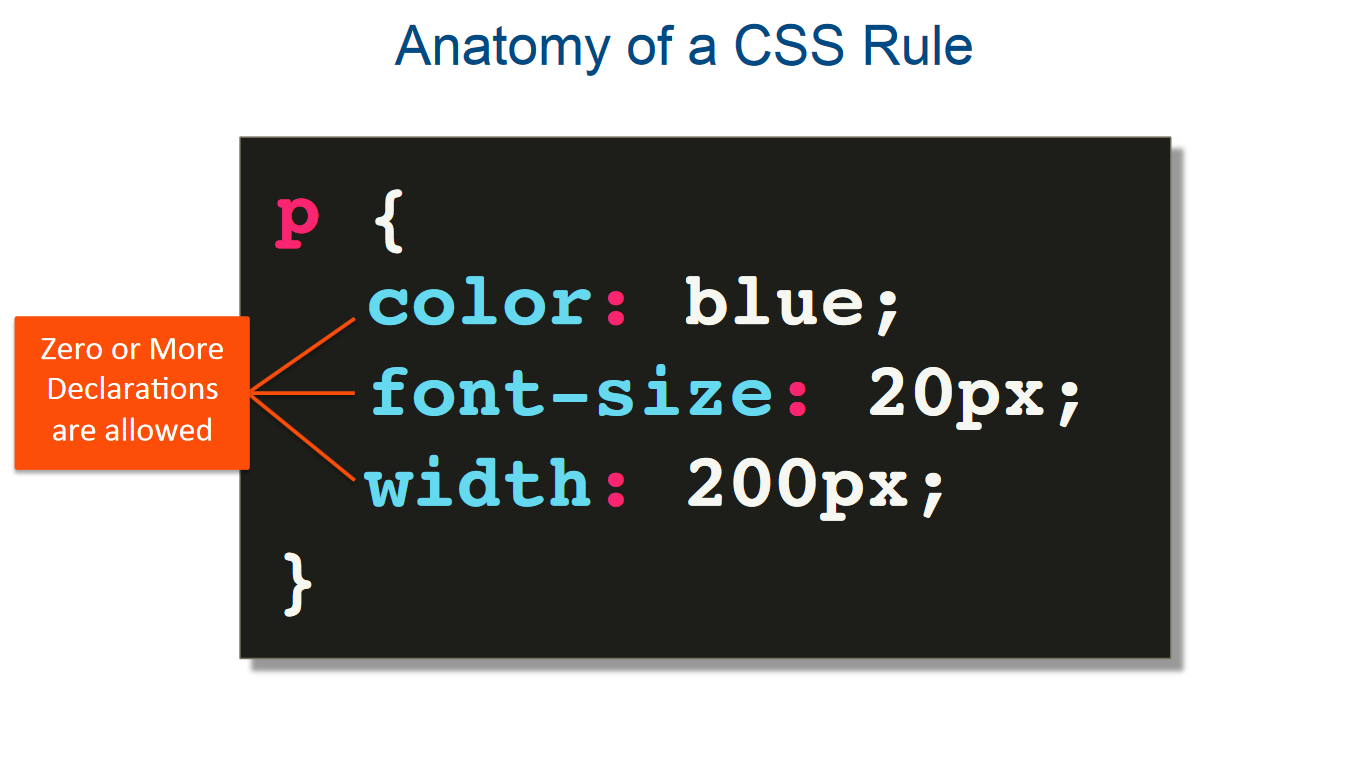 Anatomy of a CSS Rule
p {
color: blue;
Zero or More
Declarations
are allowed
font-size: 20px;
width: 200px;
}